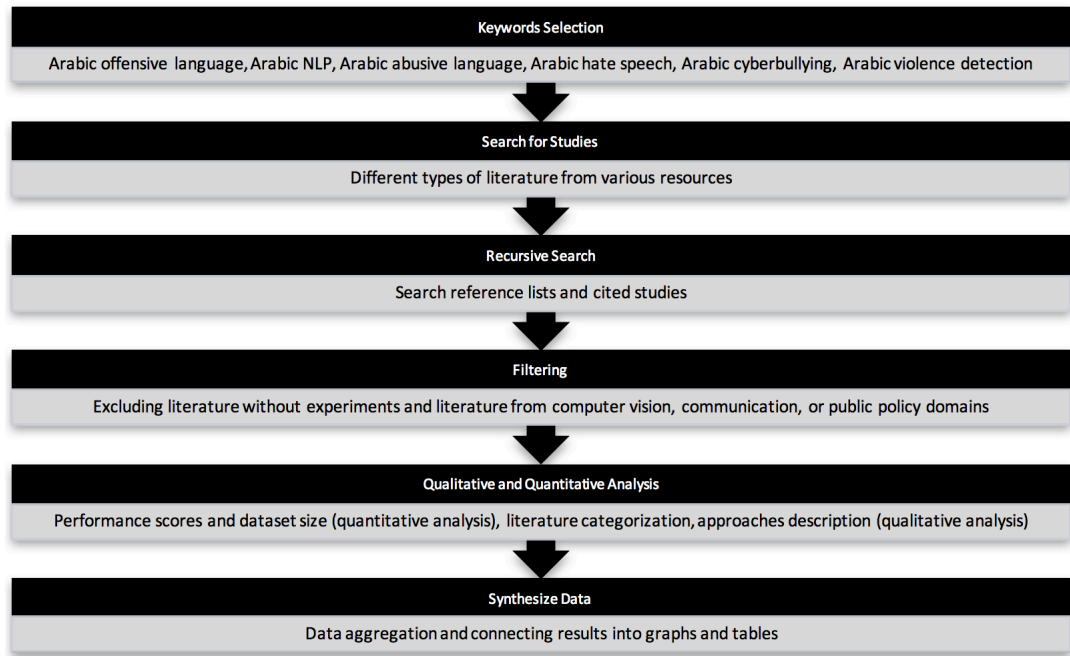 Keywords Selection
Arabic offensive language, Arabic NLP, Arabic abusive language, Arabic hate speech, Arabic cyberbullying, Arabic violence detection
Search for Studies
Different types of literature from various resources
Recursive Search
Search reference lists and cited studies
Filtering
Excluding literature without experiments and literature from computer vision, communication, or public policy domains
Qualitative and Quantitative Analysis
Performance scores and dataset size (quantitative analysis), literature categorization, approaches description (qualitative analysis)
Synthesize Data
Data aggregation and connecting results into graphs and tables